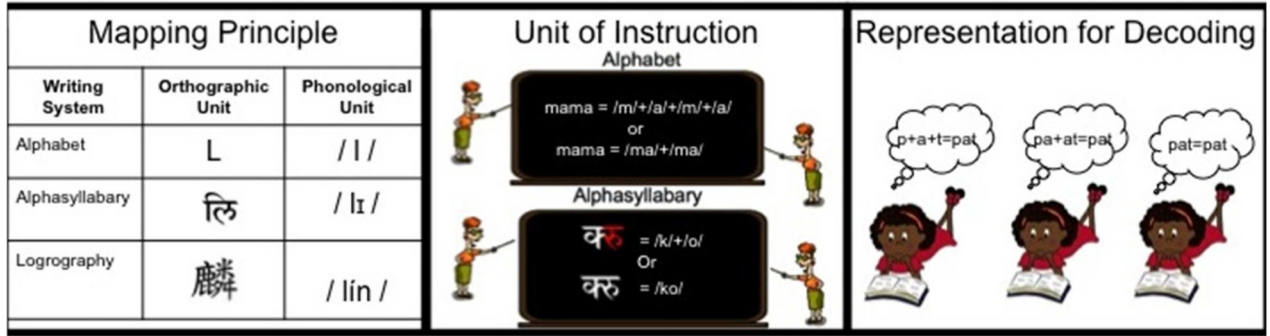 Mapping Principle
Writing System
Orthographic Unit
Phonological Unit
Alphabet
L
/ l /
Alphasyllabary
लि
/ lɪ /
Logrography
麟
/ lín /
Unit of Instruction
Alphabet
mama = /m/+/a/+/m/+/a/
or
mama = /ma/+/ma/
Alphasyllabary
क्‍रु = /k/+/o/
Or
क्‍रु = /ko/
Representation for Decoding
p+a+t=pat
pa+at=pat
pat=pat